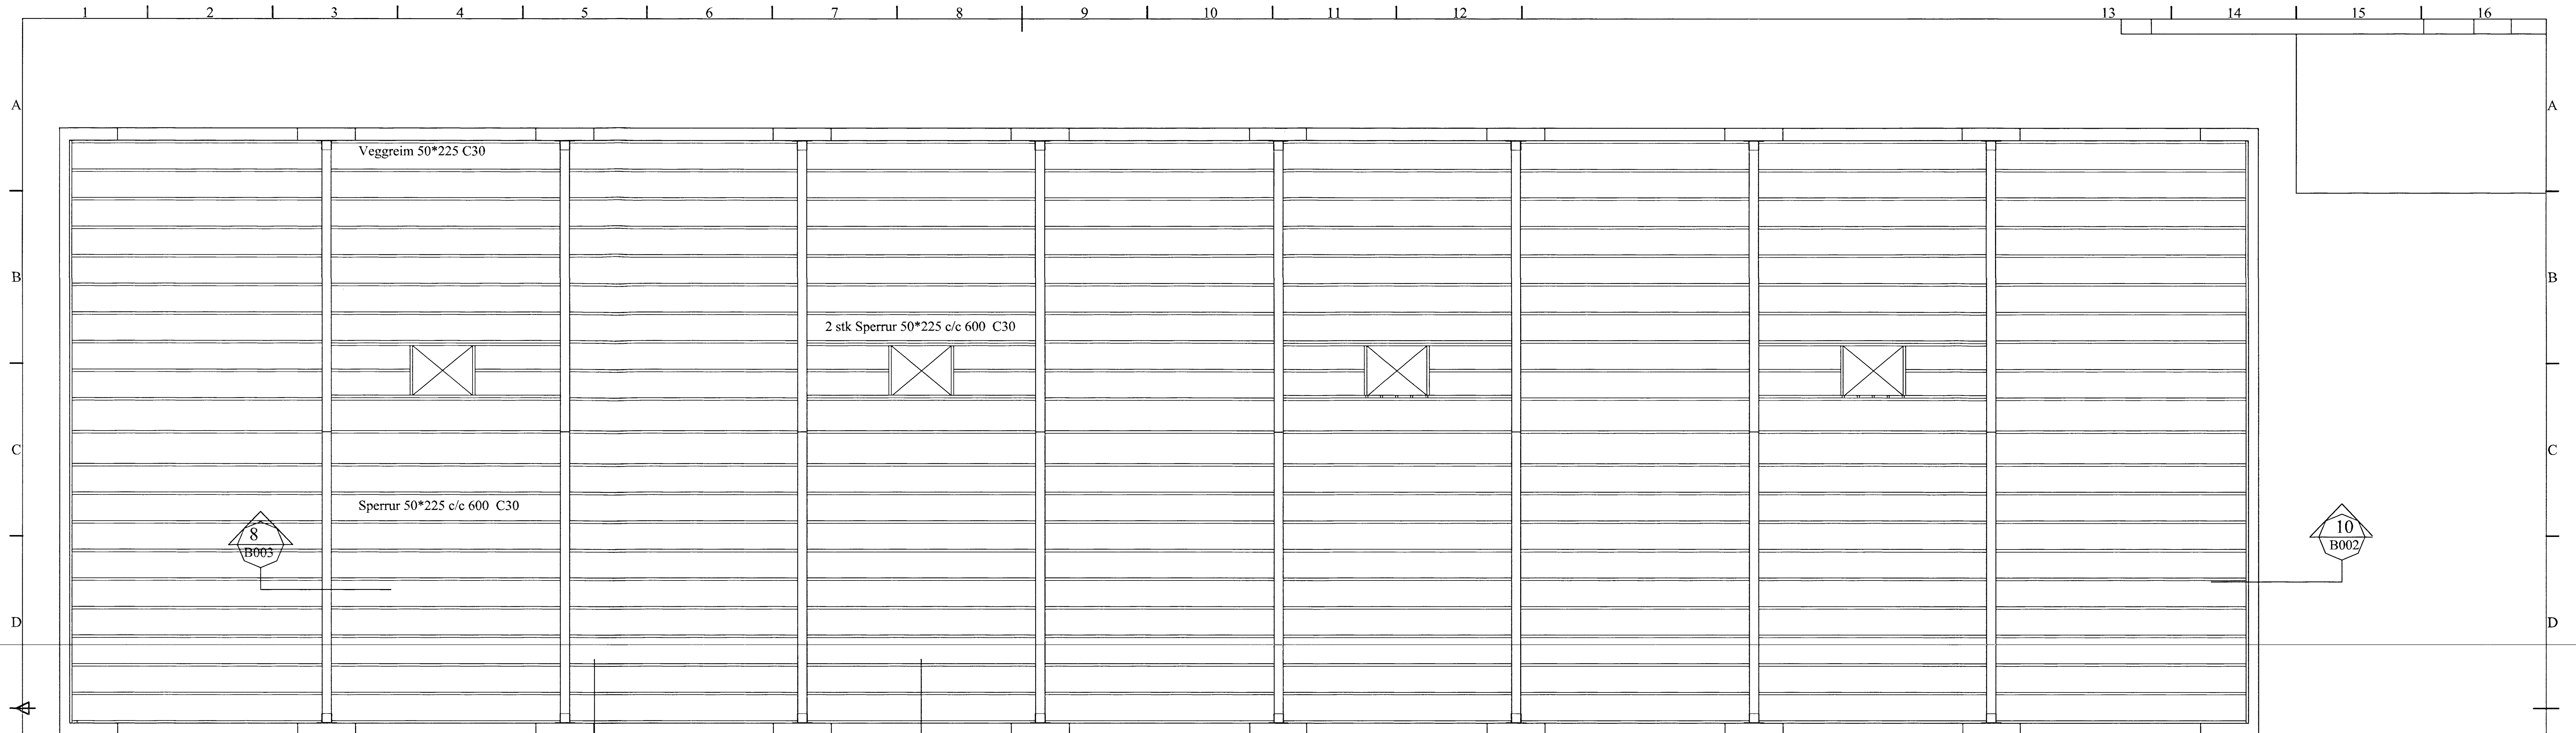 1 2 3 4 5 6 7 8 9 10 11 12 13 14 15 16
A A
Veggreim 50*225 C30
B B
2 stk Sperrur 50*225 c/c 600 C30
C C
Sperrur 50*225 c/c 600 C30
8
B003
10
B002
D D